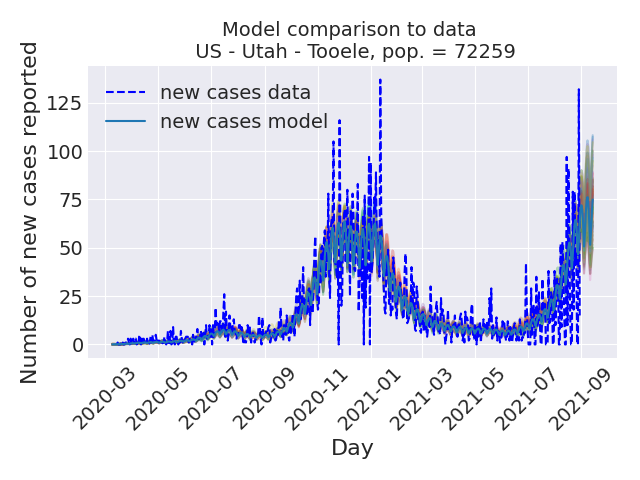 Model comparison to data
US - Utah - Tooele, pop. = 72259
Number of new cases reported
125
100
75
50
25
0
new cases data
new cases model
2020-03
2020-05
2020-07
2020-09
2020-11
2021-01
2021-03
2021-05
2021-07
2021-09
Day